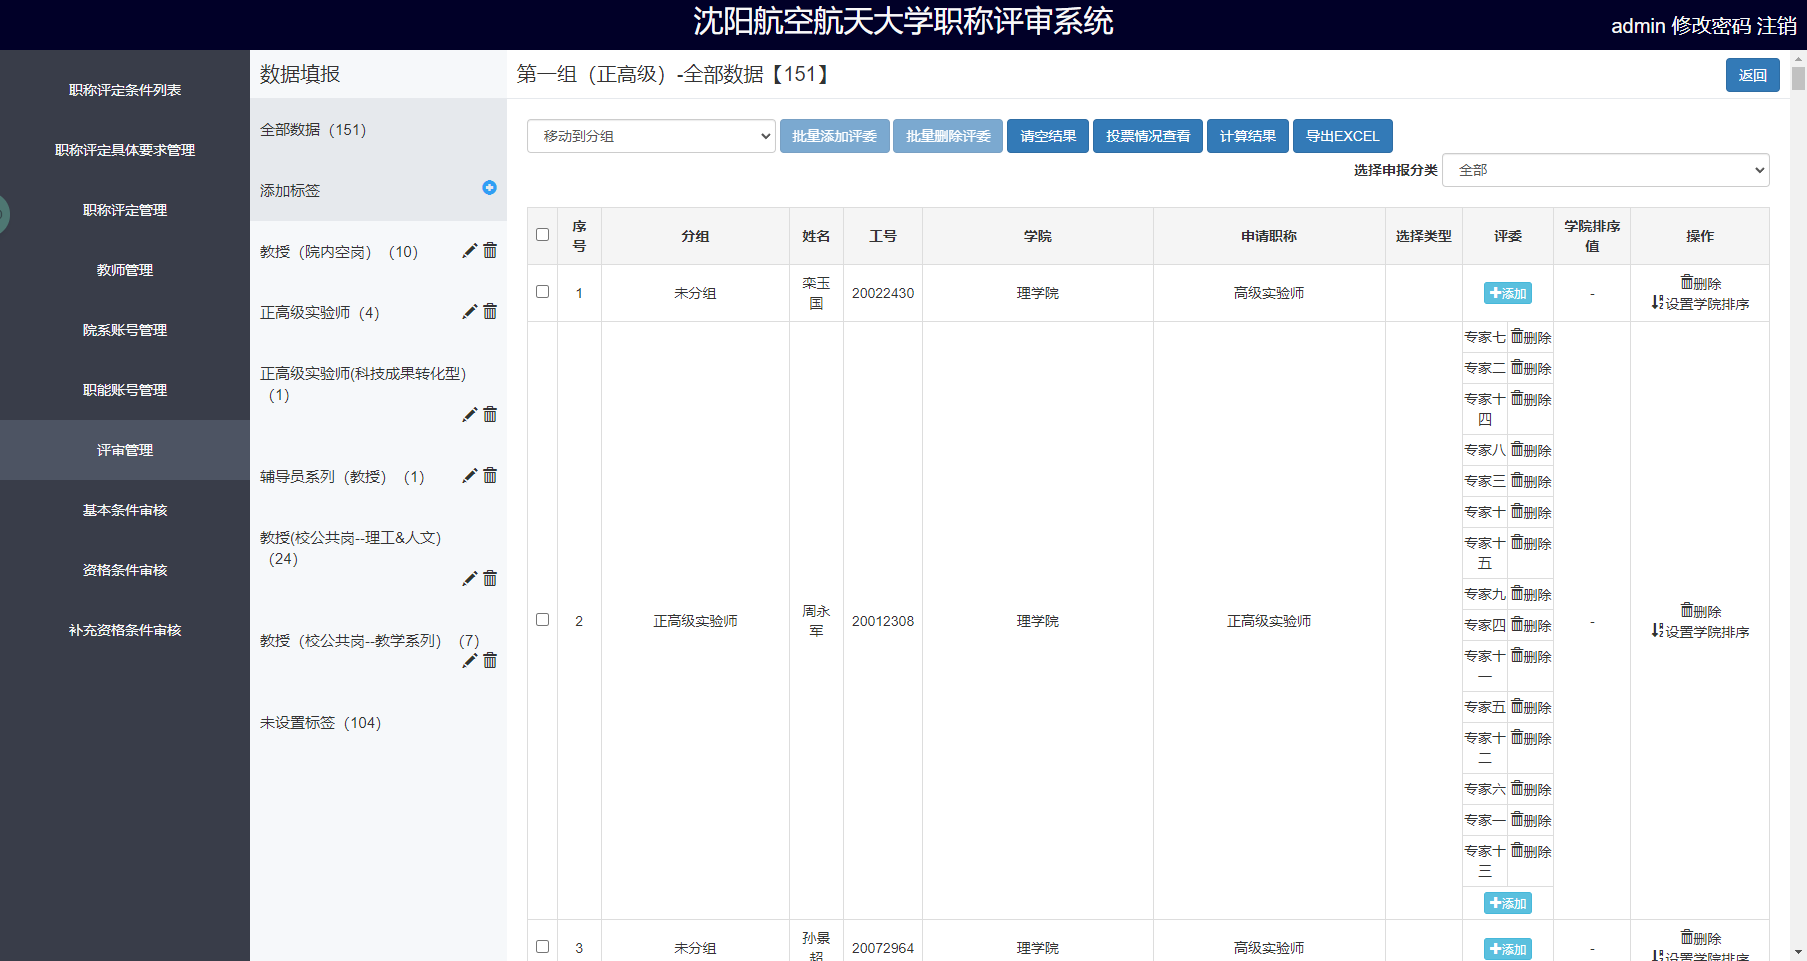 沈阳航空航天大学职称评审系统
admin 修改密码 注销
职称评定条件列表
职称评定具体要求管理
职称评定管理
教师管理
院系账号管理
职能账号管理
评审管理
基本条件审核
资格条件审核
补充资格条件审核
数据填报
全部数据（151）
添加标签
教授（院内空岗）（10）
正高级实验师（4）
正高级实验师(科技成果转化型)
（1）
辅导员系列（教授）（1）
教授(校公共岗--理工&人文)
（24）
教授（校公共岗--教学系列）（7）
未设置标签（104）
第一组（正高级）-全部数据【151】
返回
移动到分组 批量添加评委 批量删除评委 请空结果 投票情况查看 计算结果 导出EXCEL
选择申报分类 全部
序号 分组 姓名 工号 学院 申请职称 选择类型 评委 学院排序值 操作
1 未分组 栾玉国 20022430 理学院 高级实验师 添加 - 删除
设置学院排序
2 正高级实验师 周永军 20012308 理学院 正高级实验师
专家七 删除
专家二 删除
专家十四 删除
专家八 删除
专家三 删除
专家十 删除
专家十五 删除
专家九 删除
专家四 删除
专家十一 删除
专家五 删除
专家十二 删除
专家六 删除
专家一 删除
专家十三 删除
添加
- 删除
设置学院排序
3 未分组 孙景超 20072964 理学院 高级实验师 添加 - 删除
设置学院排序